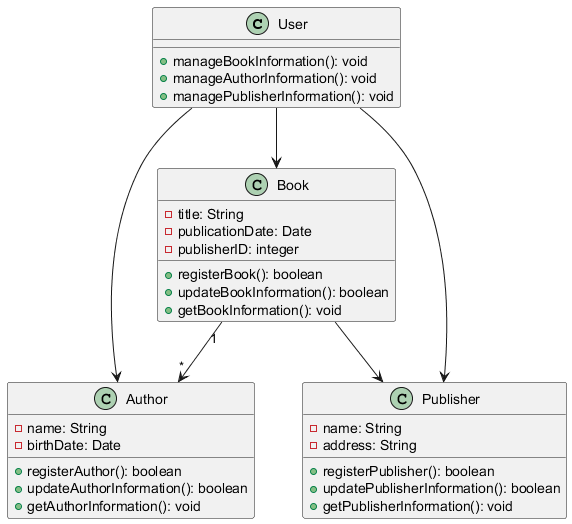 C User
manageBookInformation(): void
manageAuthorInformation(): void
managePublisherInformation(): void
C Book
title: String
publicationDate: Date
publisherID: integer
registerBook(): boolean
updateBookInformation(): boolean
getBookInformation(): void
1
*
C Author
name: String
birthDate: Date
registerAuthor(): boolean
updateAuthorInformation(): boolean
getAuthorInformation(): void
C Publisher
name: String
address: String
registerPublisher(): boolean
updatePublisherInformation(): boolean
getPublisherInformation(): void